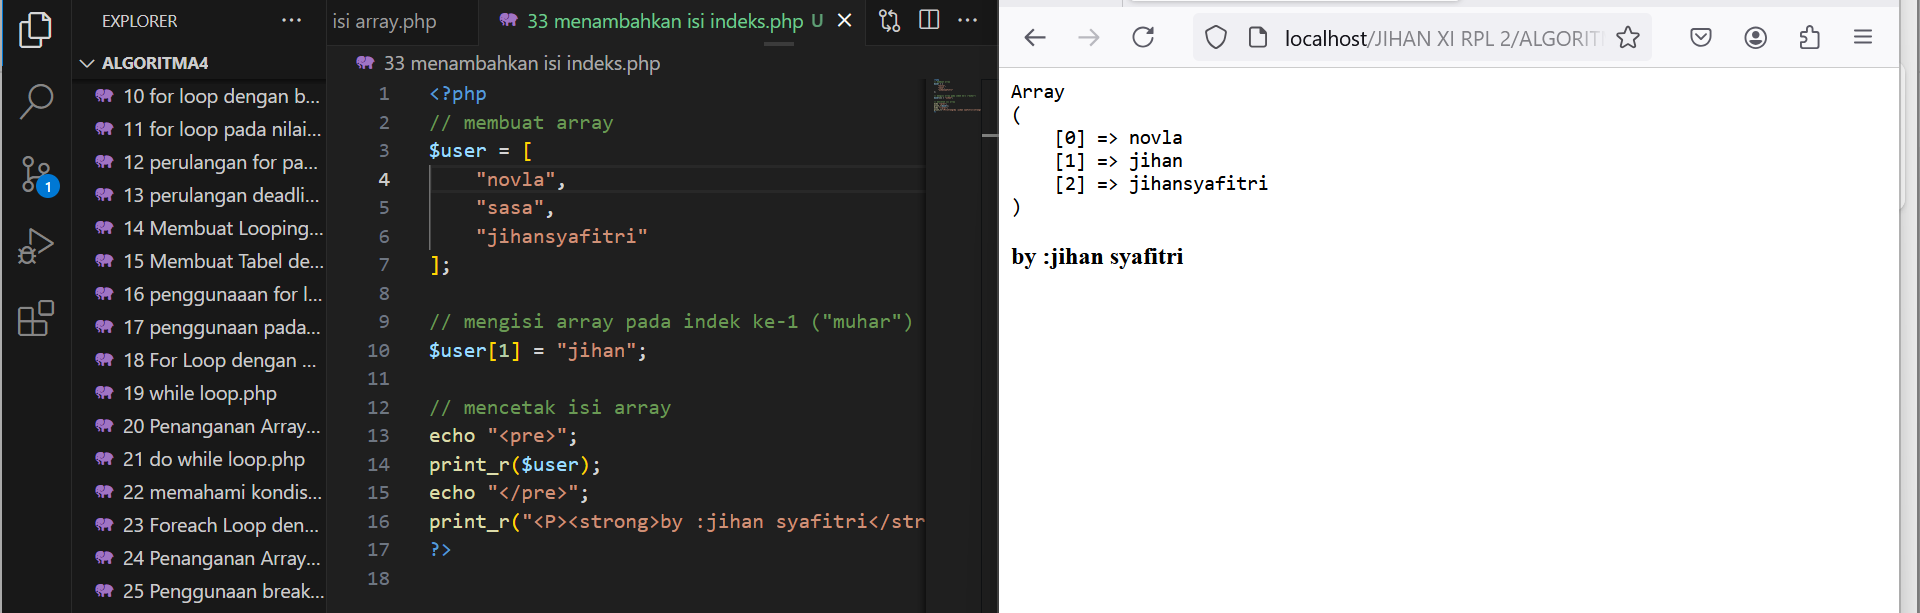 EXPLORER
ALGORITMA4
10 for loop dengan b...
11 for loop pada nilai...
12 perulangan for pa...
13 perulangan deadli...
14 Membuat Looping...
15 Membuat Tabel de...
16 penggunaaan for l...
17 penggunaan pada...
18 For Loop dengan ...
19 while loop.php
20 Penanganan Array...
21 do while loop.php
22 memahami kondis...
23 Foreach Loop den...
24 Penanganan Array...
25 Penggunaan break...
1
isi array.php
33 menambahkan isi indeks.php U
33 menambahkan isi indeks.php
1 <?php
2 // membuat array
3 $user = [
4 "novla",
5 "sasa",
6 "jihansyafitri"
7 ];
8
9 // mengisi array pada indek ke-1 ("muhar")
10 $user[1] = "jihan";
11
12 // mencetak isi array
13 echo "<pre>";
14 print_r($user);
15 echo "</pre>";
16 print_r("<P><strong>by :jihan syafitri</str
17 ?>
18
localhost/JIHAN XI RPL 2/ALGORIT
Array
(
[0] => novla
[1] => jihan
[2] => jihansyafitri
)
by :jihan syafitri